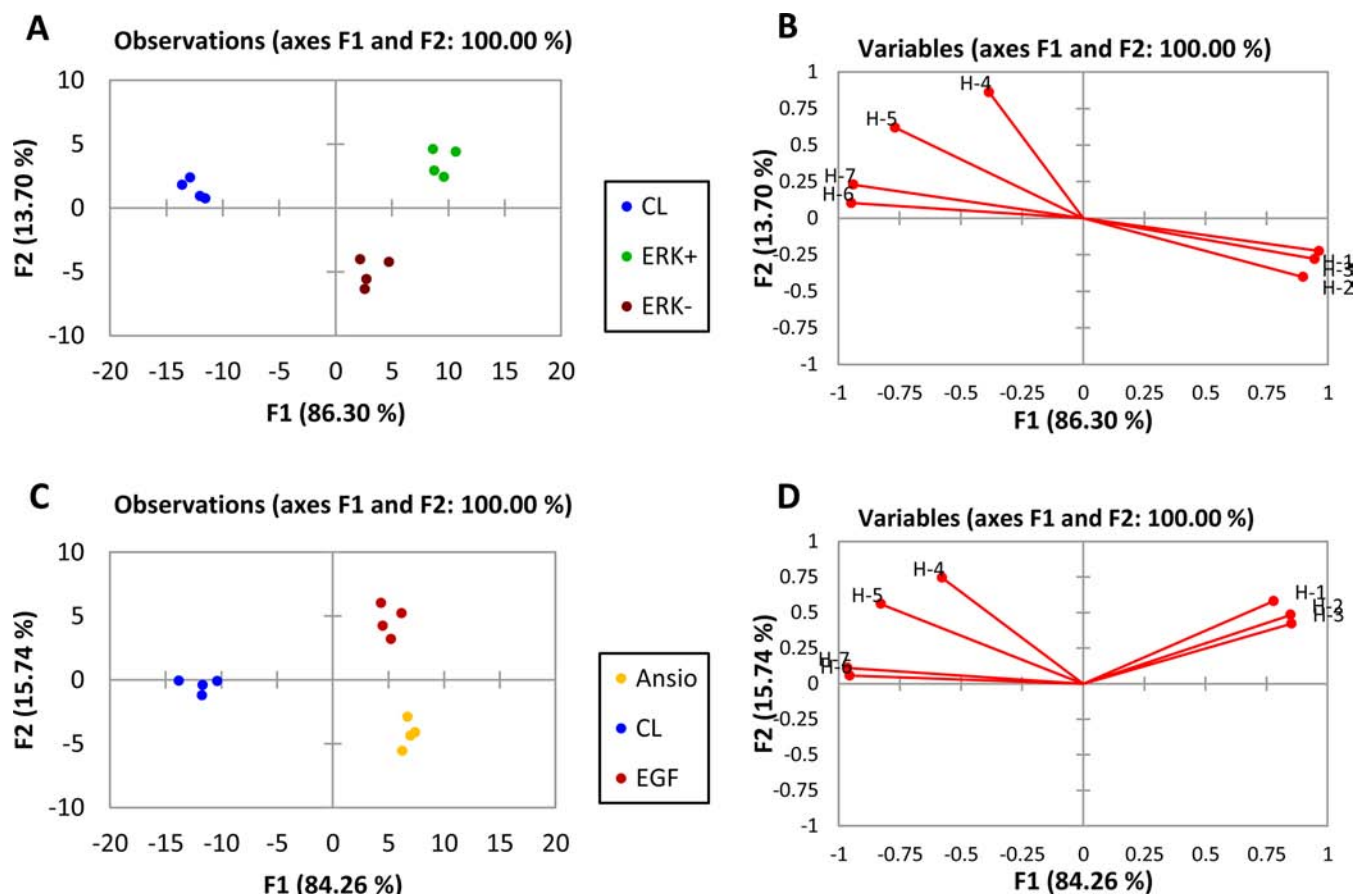 A
Observations (axes F1 and F2: 100.00 %)
F2 (13.70 %)
10
5
0
-5
-10
-20 -15 -10 -5 0 5 10 15 20
F1 (86.30 %)
CL
ERK+
ERK-
B
Variables (axes F1 and F2: 100.00 %)
F2 (13.70 %)
1
0.75
0.5
0.25
0
-0.25
-0.5
-0.75
-1
H-4
H-5
H-7
H-6
H-1
H-3
H-2
-1 -0.75 -0.5 -0.25 0 0.25 0.5 0.75 1
F1 (86.30 %)
C
Observations (axes F1 and F2: 100.00 %)
F2 (15.74 %)
10
5
0
-5
-10
-20 -15 -10 -5 0 5 10 15 20
F1 (84.26 %)
Ansio
CL
EGF
D
Variables (axes F1 and F2: 100.00 %)
F2 (15.74 %)
1
0.75
0.5
0.25
0
-0.25
-0.5
-0.75
-1
H-4
H-5
H-7
H-6
H-1
H-2
H-3
-1 -0.75 -0.5 -0.25 0 0.25 0.5 0.75 1
F1 (84.26 %)